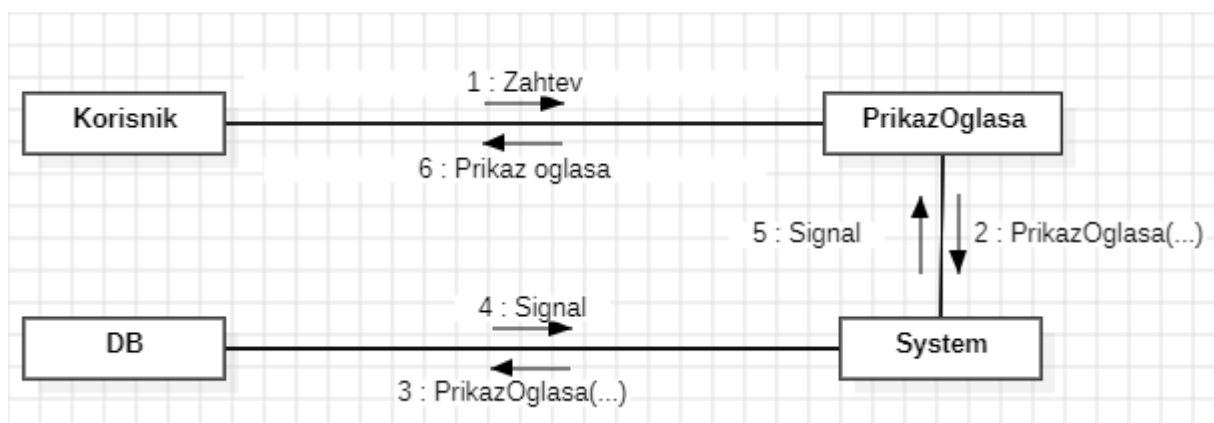 1 : Zahtev
Korisnik
PrikazOglasa
6 : Prikaz oglasa
5 : Signal
2 : PrikazOglasa(...)
4 : Signal
DB
System
3 : PrikazOglasa(...)